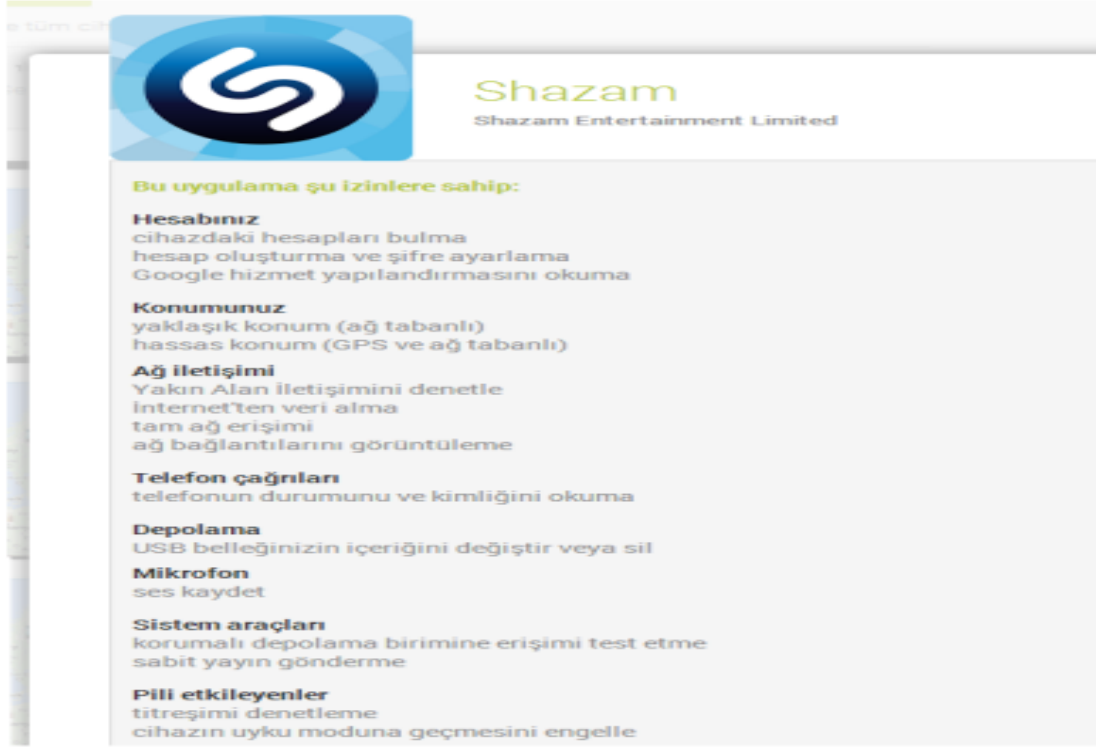 e tüm cih
Shazam
Shazam Entertainment Limited
Bu uygulama şu izinlere sahip:
Hesabınız
cihazdaki hesapları bulma
hesap oluşturma ve şifre ayarlama
Google hizmet yapılandırmasını okuma
Konumunuz
yaklaşık konum (ağ tabanlı)
hassas konum (GPS ve ağ tabanlı)
Ağ iletişimi
Yakın Alan İletişimini denetle
İnternet'ten veri alma
tam ağ erişimi
ağ bağlantılarını görüntüleme
Telefon çağrıları
telefonun durumunu ve kimliğini okuma
Depolama
USB belleğinizin içeriğini değiştir veya sil
Mikrofon
ses kaydet
Sistem araçları
korumalı depolama birimine erişimi test etme
sabit yayın gönderme
Pili etkileyenler
titreşimi denetleme
cihazın uyku moduna geçmesini engelle